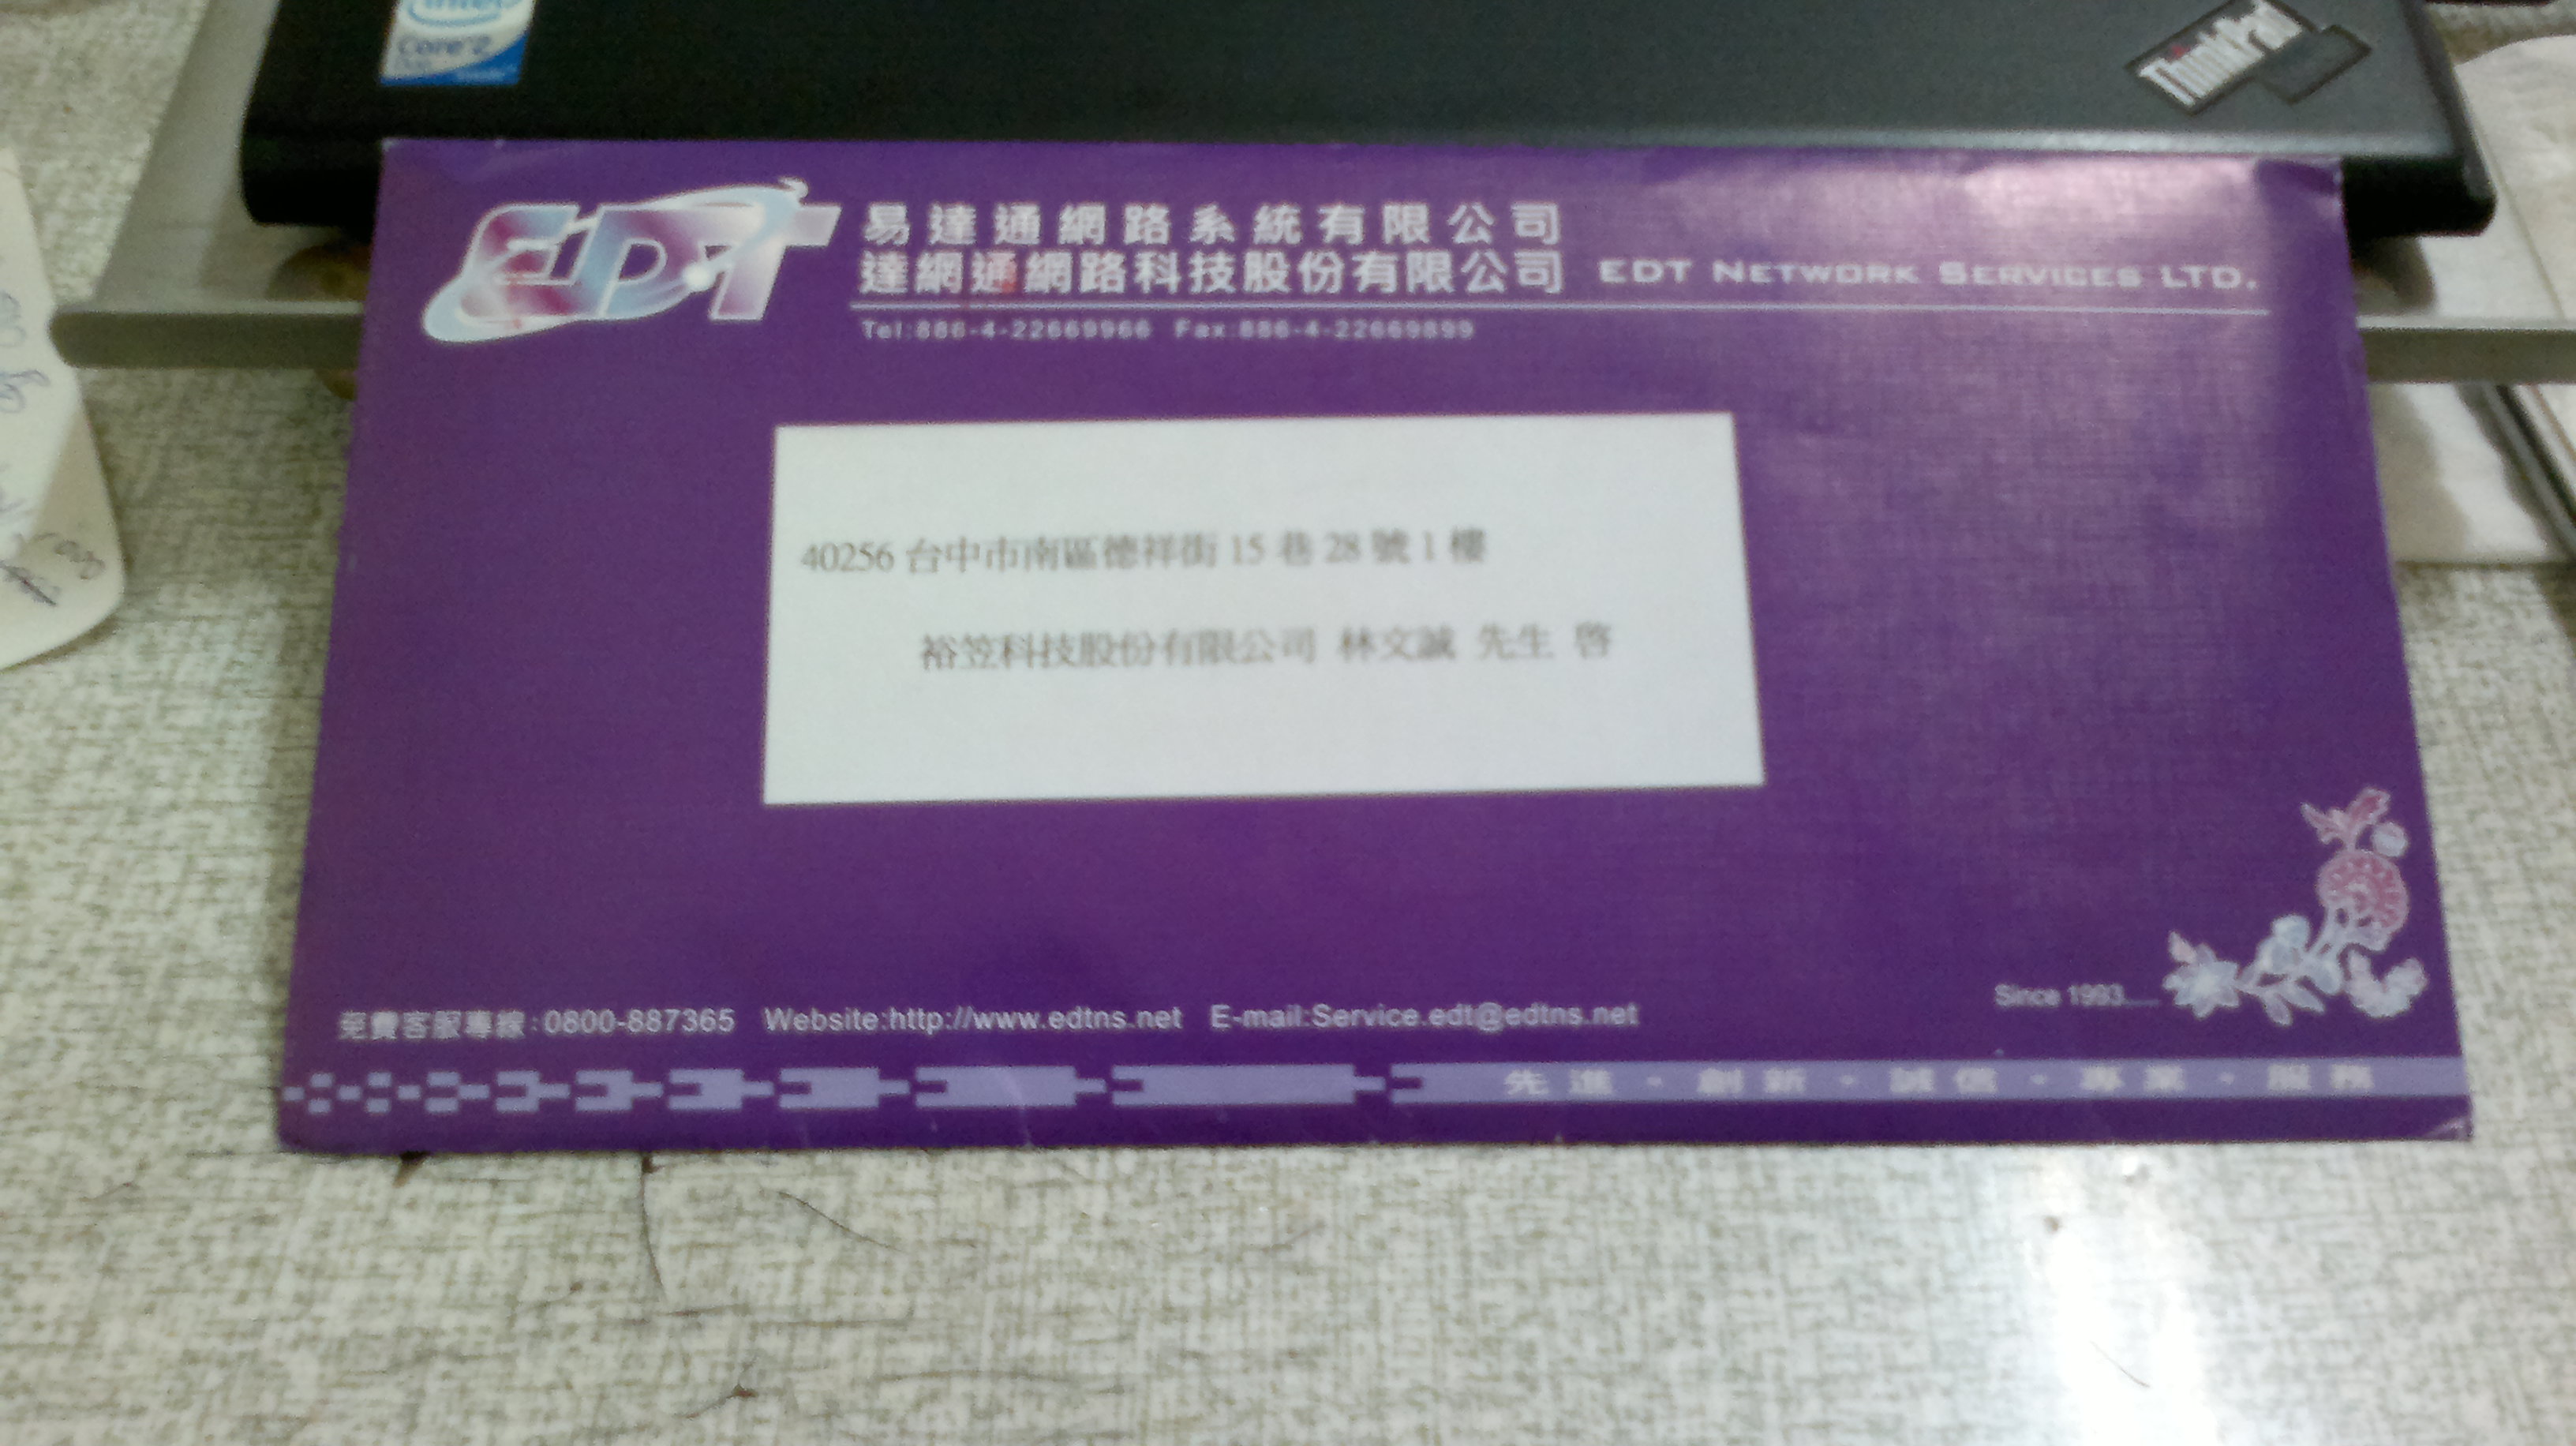 intel
Core 2
ThinkPad
EDT
易達通網路系統有限公司
達網通網路科技股份有限公司 EDT NETWORK SERVICES LTD.
Tel:886-4-22669966 Fax:886-4-22669899
40256 台中市南區德祥街 15 巷 28 號 1 樓
裕笠科技股份有限公司 林文誠 先生 啓
免費客服專線:0800-887365 Website:http://www.edtns.net E-mail:Service.edt@edtns.net
Since 1993.....
先進・創新・誠信・專業・服務